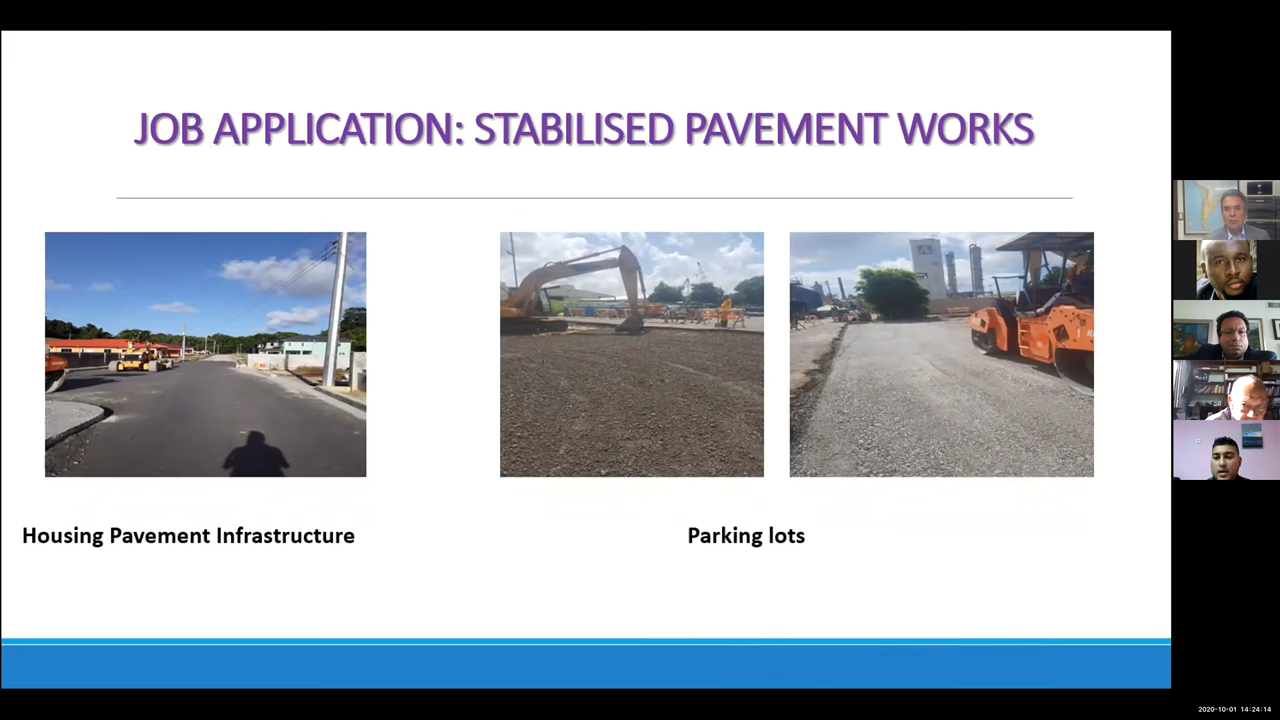 JOB APPLICATION: STABILISED PAVEMENT WORKS
Housing Pavement Infrastructure
Parking lots
2020-10-01 14:24:14